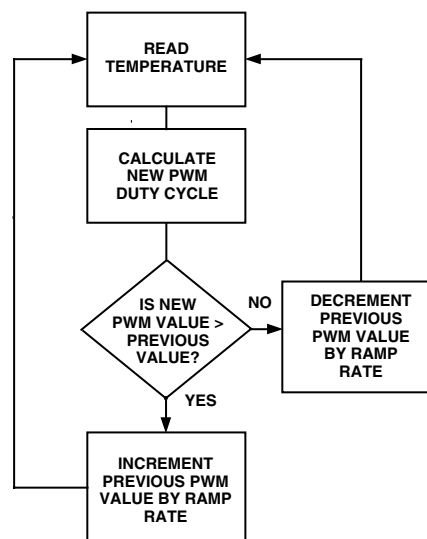 READ
TEMPERATURE
CALCULATE
NEW PWM
DUTY CYCLE
IS NEW
PWM VALUE >
PREVIOUS
VALUE?
NO
DECREMENT
PREVIOUS
PWM VALUE
BY RAMP
RATE
YES
INCREMENT
PREVIOUS PWM
VALUE BY RAMP
RATE